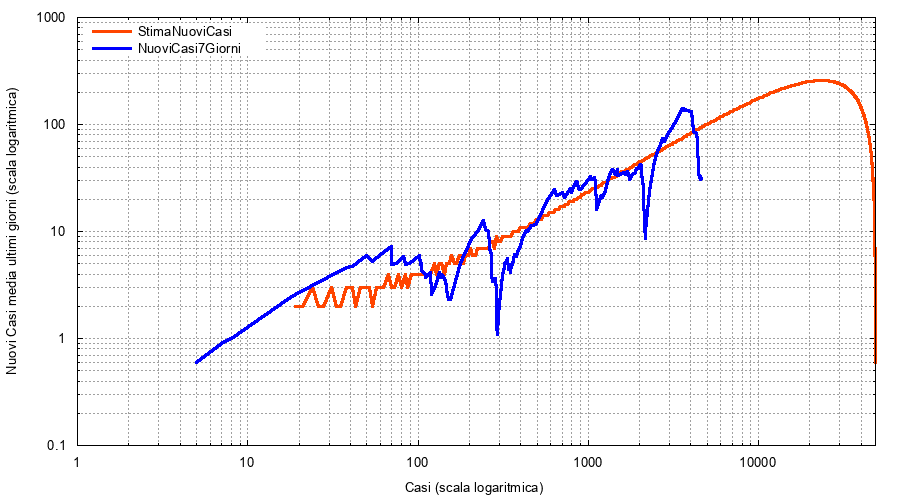 1000
100
10
1
0.1
StimaNuoviCasi
NuoviCasi7Giorni
Nuovi Casi media ultimi giorni (scala logaritmica)
1 10 100 1000 10000
Casi (scala logaritmica)